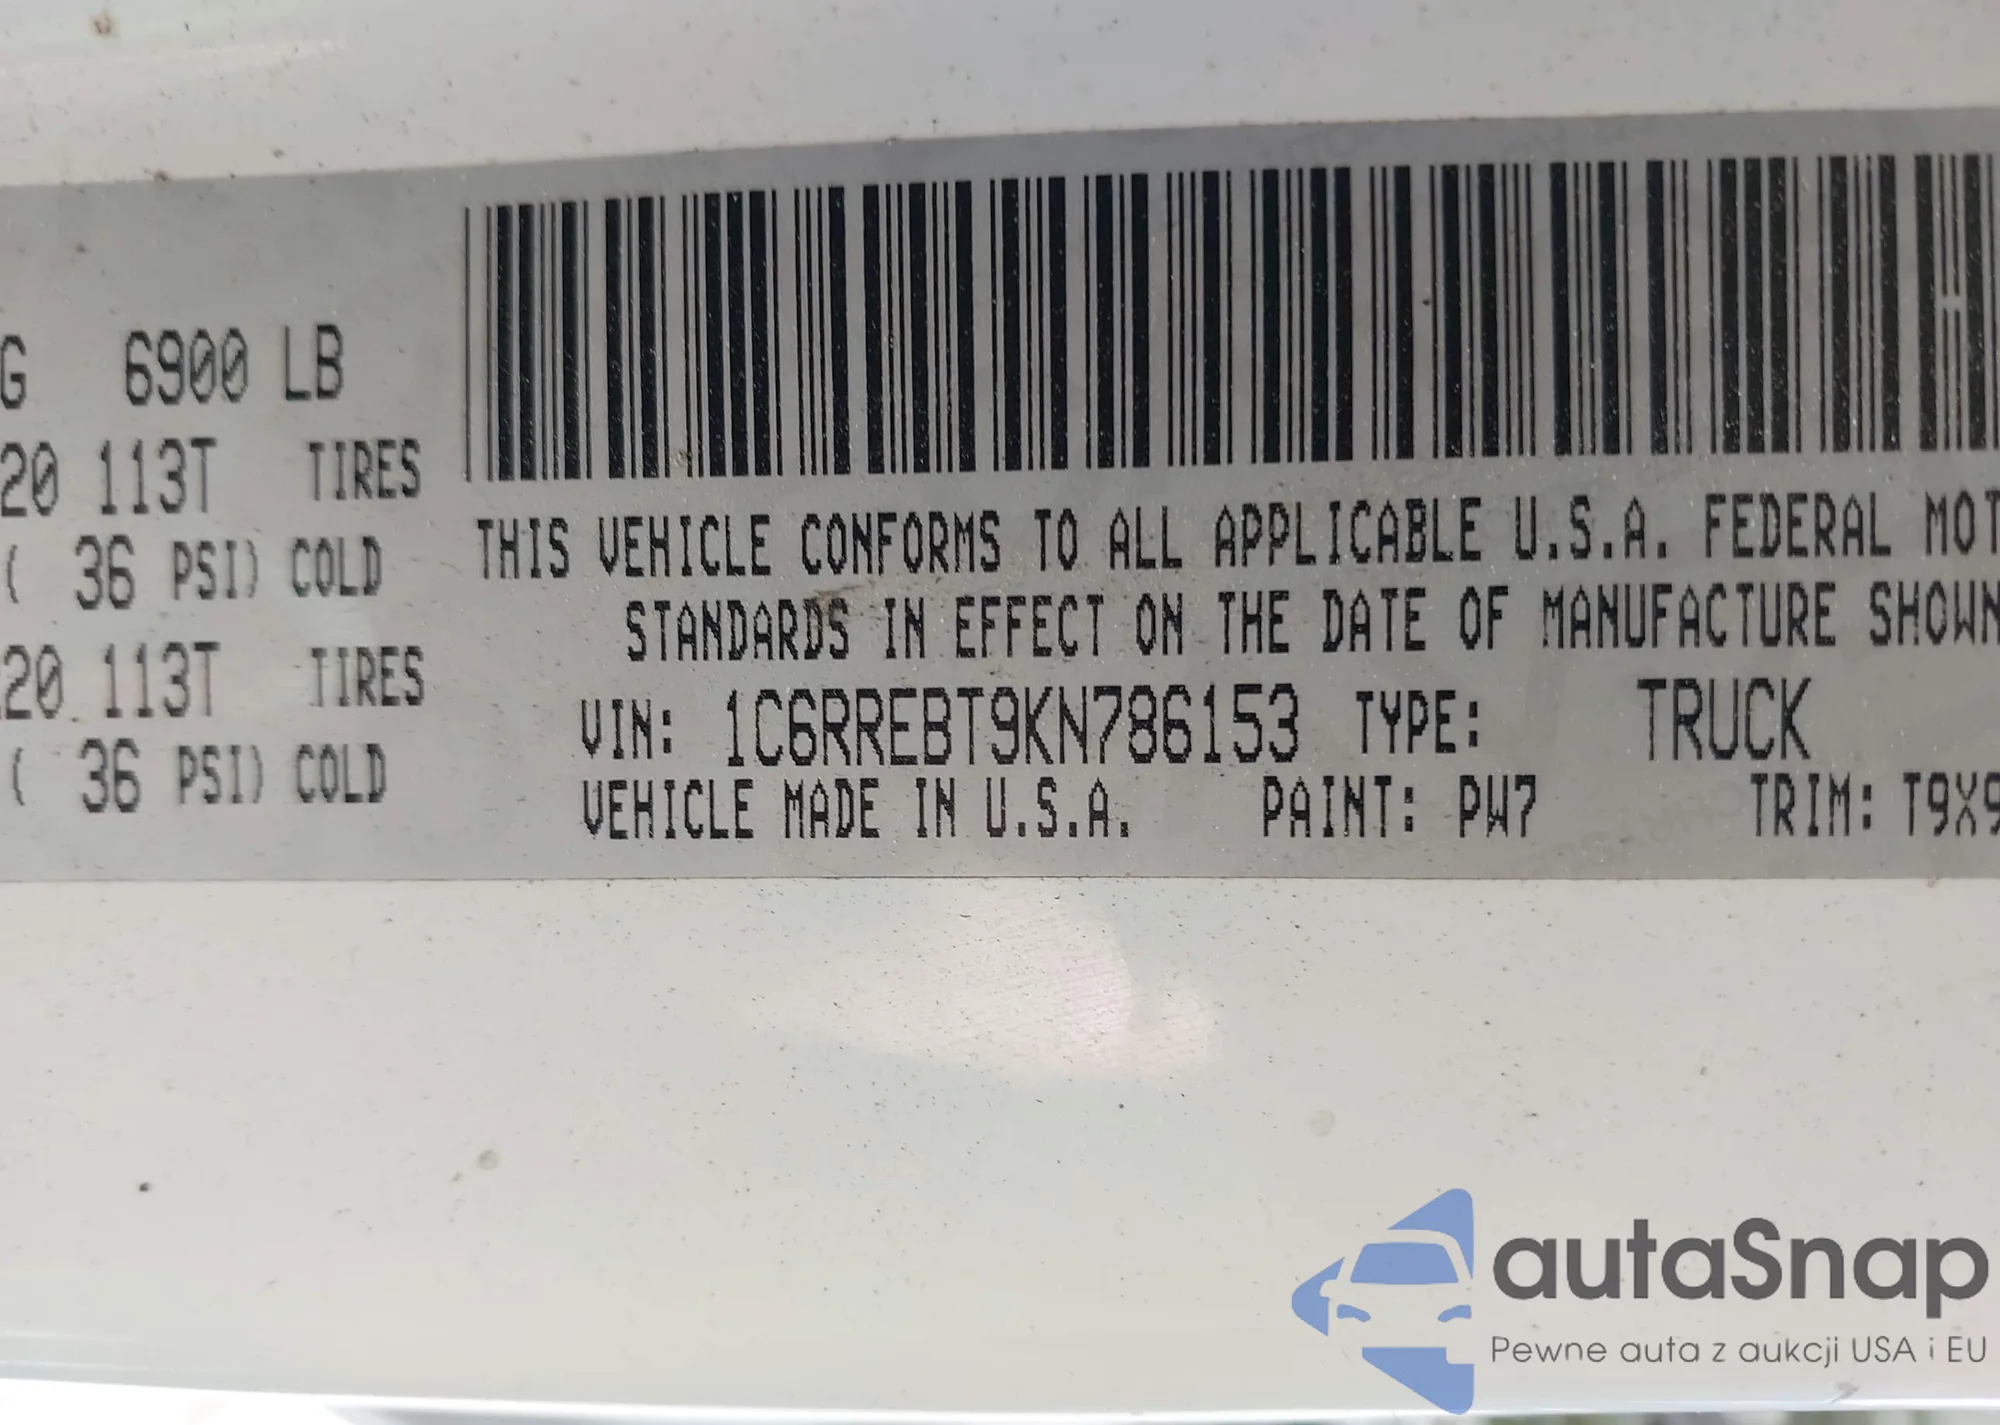 G 6900 LB
20 113T TIRES
( 36 PSI) COLD
20 113T TIRES
( 36 PSI) COLD
THIS VEHICLE CONFORMS TO ALL APPLICABLE U.S.A. FEDERAL MOT
STANDARDS IN EFFECT ON THE DATE OF MANUFACTURE SHOWN
VIN: 1C6RREBT9KN786153 TYPE: TRUCK
VEHICLE MADE IN U.S.A. PAINT: PW7 TRIM: T9X9
autaSnap
Pewne auta z aukcji USA i EU